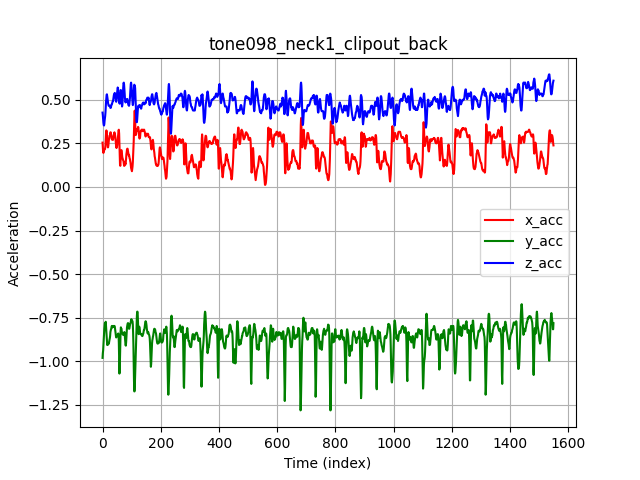 tone098_neck1_clipout_back
Acceleration
0.50
0.25
0.00
−0.25
−0.50
−0.75
−1.00
−1.25
x_acc
y_acc
z_acc
0 200 400 600 800 1000 1200 1400 1600
Time (index)